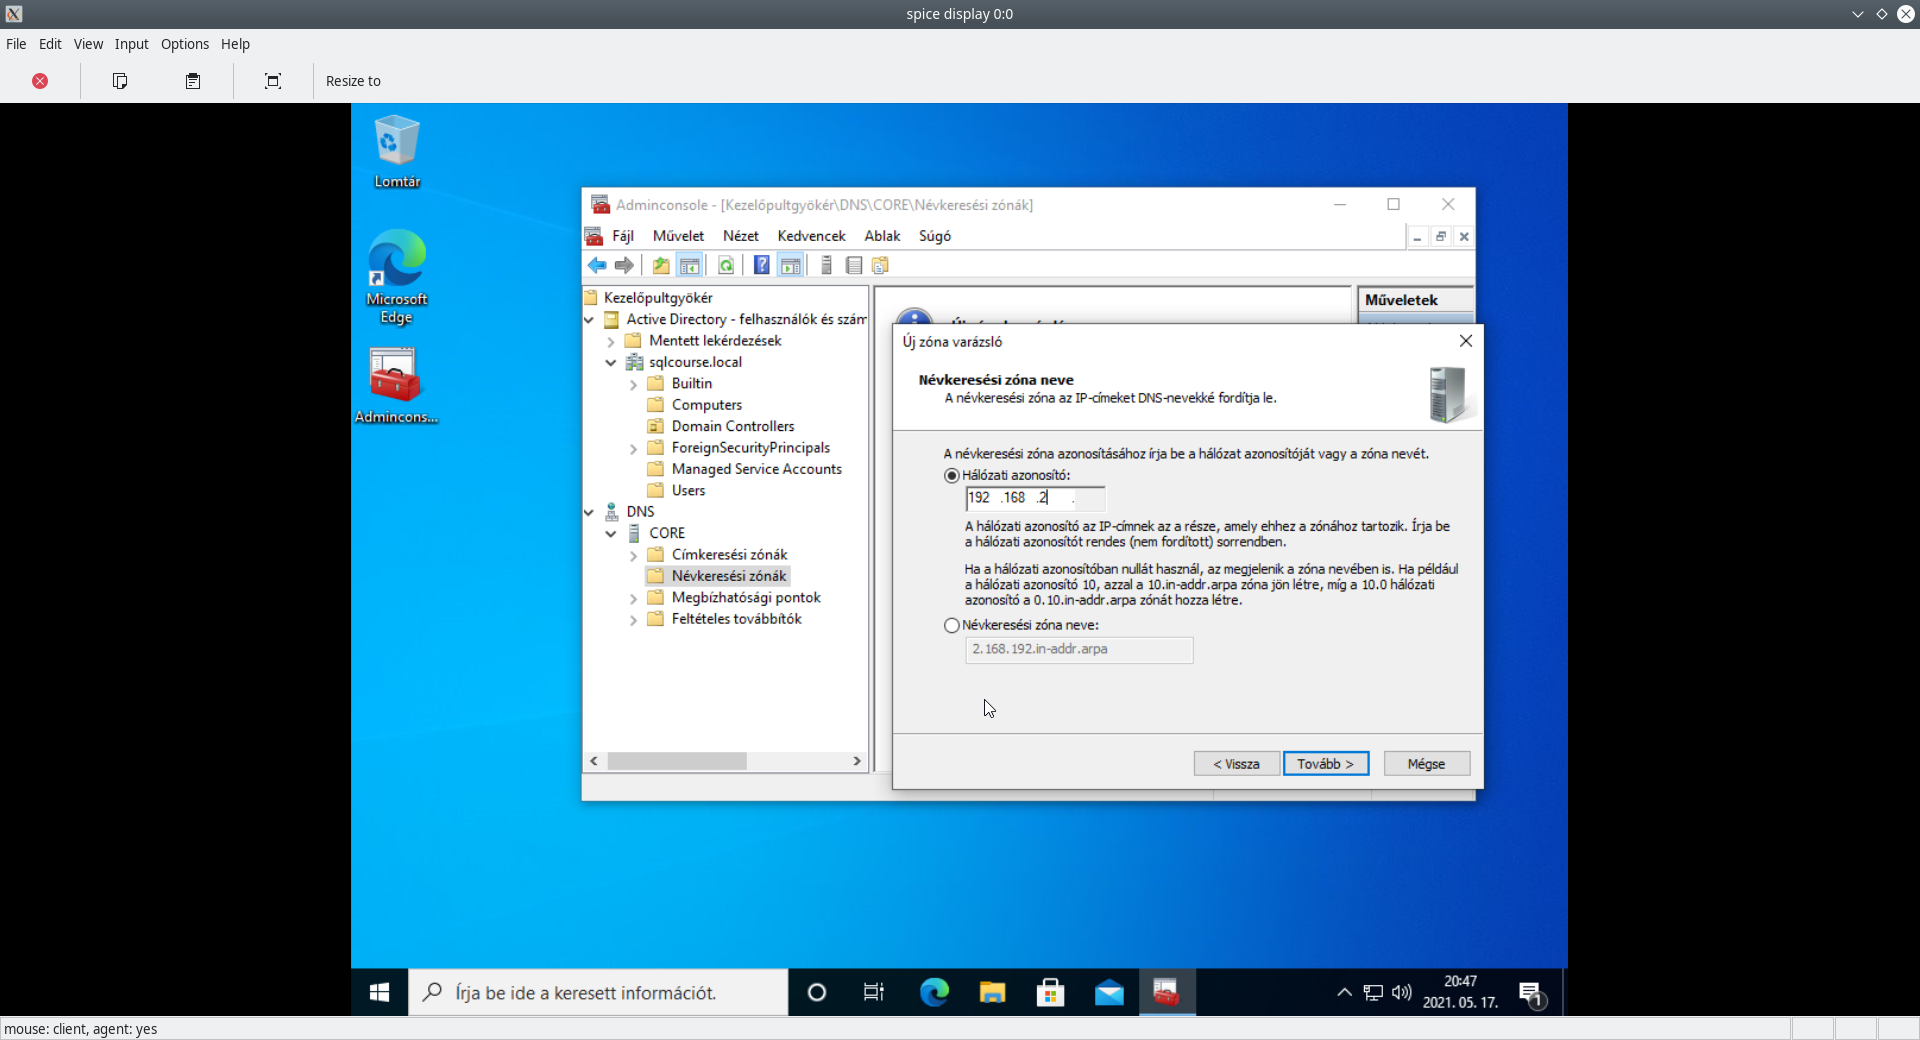 spice display 0:0
File Edit View Input Options Help
Resize to
Lomtár
Microsoft
Edge
Admincons...
Adminconsole - [Kezelőpultgyökér\DNS\CORE\Névkeresési zónák]
Fájl Művelet Nézet Kedvencek Ablak Súgó
Kezelőpultgyökér
Active Directory - felhasználók és szám
Mentett lekérdezések
sqlcourse.local
Builtin
Computers
Domain Controllers
ForeignSecurityPrincipals
Managed Service Accounts
Users
DNS
CORE
Címkeresési zónák
Névkeresési zónák
Megbízhatósági pontok
Feltételes továbbítók
Műveletek
Új zóna varázsló
Névkeresési zóna neve
A névkeresési zóna az IP-címeket DNS-nevekké fordítja le.
A névkeresési zóna azonosításához írja be a hálózat azonosítóját vagy a zóna nevét.
Hálózati azonosító:
192 .168 .2 .
A hálózati azonosító az IP-címnek az a része, amely ehhez a zónához tartozik. Írja be
a hálózati azonosítót rendes (nem fordított) sorrendben.
Ha a hálózati azonosítóban nullát használ, az megjelenik a zóna nevében is. Ha például
a hálózati azonosító 10, azzal a 10.in-addr.arpa zóna jön létre, míg a 10.0 hálózati
azonosító a 0.10.in-addr.arpa zónát hozza létre.
Névkeresési zóna neve:
2.168.192.in-addr.arpa
< Vissza Tovább > Mégse
Írja be ide a keresett információt.
20:47
2021. 05. 17.
1
mouse: client, agent: yes